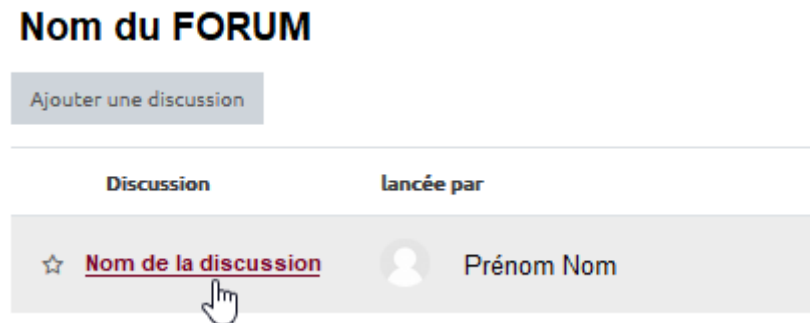 Nom du FORUM
Ajouter une discussion
Discussion lancée par
Nom de la discussion Prénom Nom